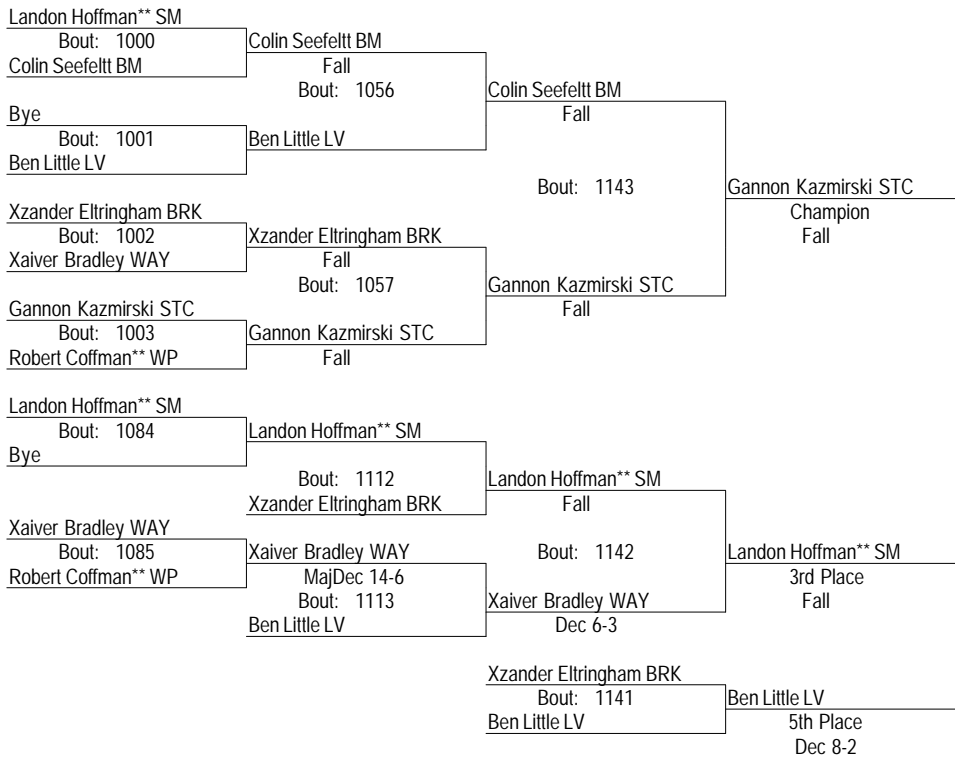 Landon Hoffman** SM
Bout: 1000
Colin Seefeltt BM
Colin Seefeltt BM
Fall
Bout: 1056
Colin Seefeltt BM
Fall
Bye
Bout: 1001
Ben Little LV
Ben Little LV
Bout: 1143
Gannon Kazmirski STC
Champion
Fall
Xzander Eltringham BRK
Bout: 1002
Xzander Eltringham BRK
Xaiver Bradley WAY
Fall
Bout: 1057
Gannon Kazmirski STC
Fall
Gannon Kazmirski STC
Bout: 1003
Gannon Kazmirski STC
Robert Coffman** WP
Fall
Landon Hoffman** SM
Bout: 1084
Landon Hoffman** SM
Bye
Bout: 1112
Landon Hoffman** SM
Xzander Eltringham BRK
Fall
Xaiver Bradley WAY
Bout: 1085
Xaiver Bradley WAY
Bout: 1142
Landon Hoffman** SM
Robert Coffman** WP
MajDec 14-6
3rd Place
Bout: 1113
Xaiver Bradley WAY
Fall
Ben Little LV
Dec 6-3
Xzander Eltringham BRK
Bout: 1141
Ben Little LV
Ben Little LV
5th Place
Dec 8-2